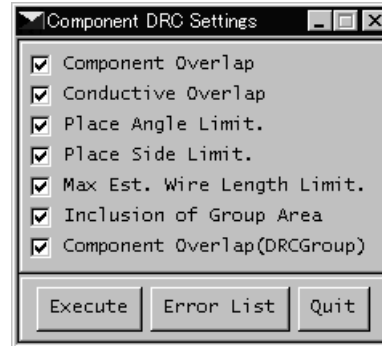 Component DRC Settings
Component Overlap
Conductive Overlap
Place Angle Limit.
Place Side Limit.
Max Est. Wire Length Limit.
Inclusion of Group Area
Component Overlap(DRCGroup)
Execute Error List Quit